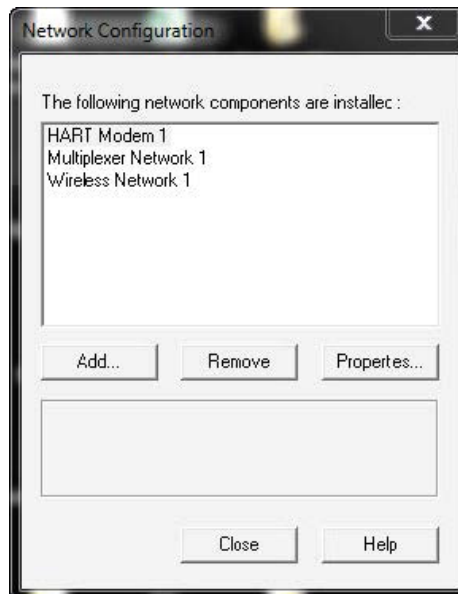 Network Configuration
x
The following network components are installec :
HART Modem 1
Multiplexer Network 1
Wireless Network 1
Add...
Remove
Propertes...
Close
Help